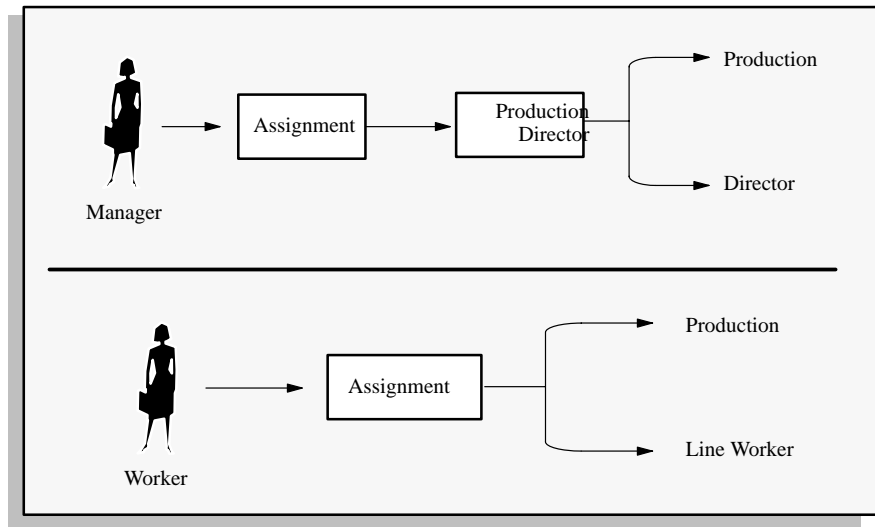 Production
Assignment
Production
Director
Director
Manager
Production
Assignment
Line Worker
Worker